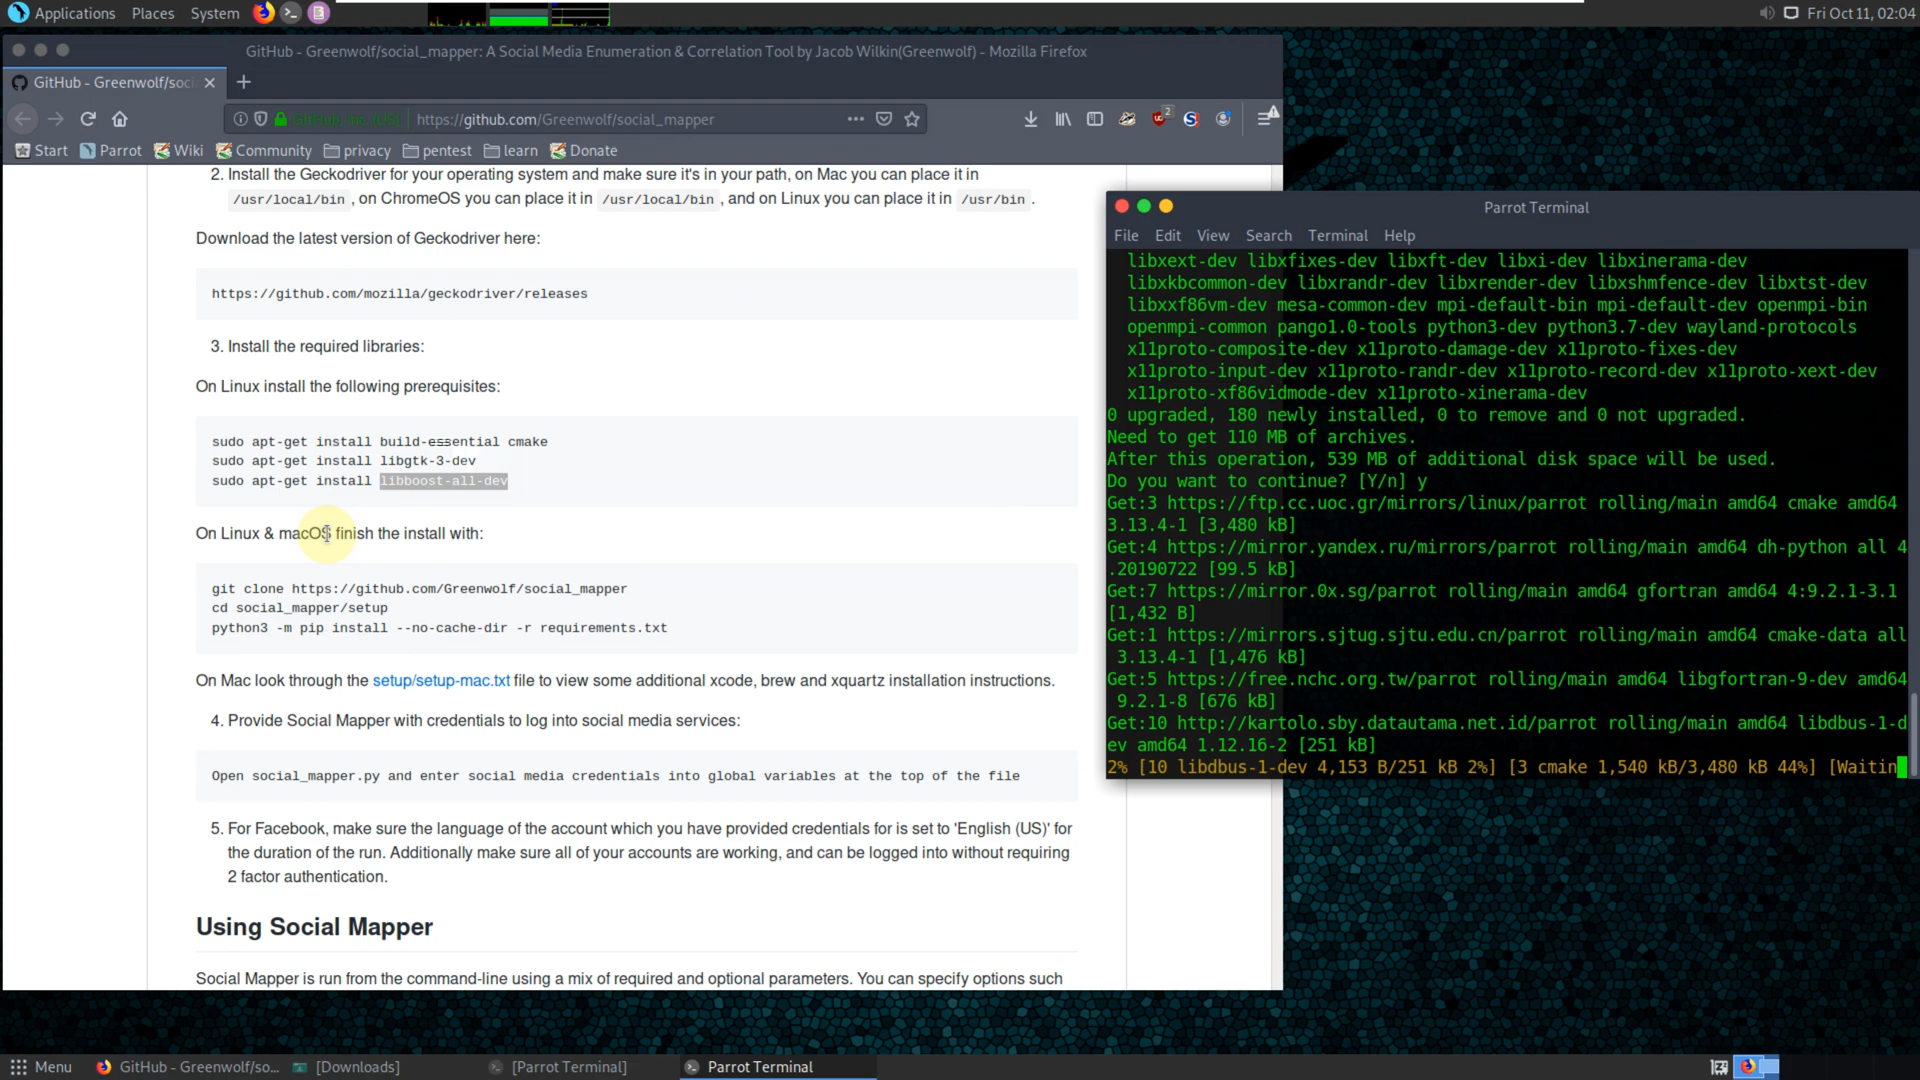 Applications Places System
Fri Oct 11, 02:04
GitHub - Greenwolf/social_mapper: A Social Media Enumeration & Correlation Tool by Jacob Wilkin(Greenwolf) - Mozilla Firefox
GitHub - Greenwolf/soci
https://github.com/Greenwolf/social_mapper
2
Start Parrot Wiki Community privacy pentest learn Donate
2. Install the Geckodriver for your operating system and make sure it's in your path, on Mac you can place it in
/usr/local/bin , on ChromeOS you can place it in /usr/local/bin , and on Linux you can place it in /usr/bin .
Download the latest version of Geckodriver here:
https://github.com/mozilla/geckodriver/releases
3. Install the required libraries:
On Linux install the following prerequisites:
sudo apt-get install build-essential cmake
sudo apt-get install libgtk-3-dev
sudo apt-get install libboost-all-dev
On Linux & macOS finish the install with:
git clone https://github.com/Greenwolf/social_mapper
cd social_mapper/setup
python3 -m pip install --no-cache-dir -r requirements.txt
On Mac look through the setup/setup-mac.txt file to view some additional xcode, brew and xquartz installation instructions.
4. Provide Social Mapper with credentials to log into social media services:
Open social_mapper.py and enter social media credentials into global variables at the top of the file
5. For Facebook, make sure the language of the account which you have provided credentials for is set to 'English (US)' for
the duration of the run. Additionally make sure all of your accounts are working, and can be logged into without requiring
2 factor authentication.
Using Social Mapper
Social Mapper is run from the command-line using a mix of required and optional parameters. You can specify options such
Parrot Terminal
File Edit View Search Terminal Help
libxext-dev libxfixes-dev libxft-dev libxi-dev libxinerama-dev
libxkbcommon-dev libxrandr-dev libxrender-dev libxshmfence-dev libxtst-dev
libxxf86vm-dev mesa-common-dev mpi-default-bin mpi-default-dev openmpi-bin
openmpi-common pango1.0-tools python3-dev python3.7-dev wayland-protocols
x11proto-composite-dev x11proto-damage-dev x11proto-fixes-dev
x11proto-input-dev x11proto-randr-dev x11proto-record-dev x11proto-xext-dev
x11proto-xf86vidmode-dev x11proto-xinerama-dev
0 upgraded, 180 newly installed, 0 to remove and 0 not upgraded.
Need to get 110 MB of archives.
After this operation, 539 MB of additional disk space will be used.
Do you want to continue? [Y/n] y
Get:3 https://ftp.cc.uoc.gr/mirrors/linux/parrot rolling/main amd64 cmake amd64
3.13.4-1 [3,480 kB]
Get:4 https://mirror.yandex.ru/mirrors/parrot rolling/main amd64 dh-python all 4
.20190722 [99.5 kB]
Get:7 https://mirror.0x.sg/parrot rolling/main amd64 gfortran amd64 4:9.2.1-3.1
[1,432 B]
Get:1 https://mirrors.sjtug.sjtu.edu.cn/parrot rolling/main amd64 cmake-data all
3.13.4-1 [1,476 kB]
Get:5 https://free.nchc.org.tw/parrot rolling/main amd64 libgfortran-9-dev amd64
9.2.1-8 [676 kB]
Get:10 http://kartolo.sby.datautama.net.id/parrot rolling/main amd64 libdbus-1-d
ev amd64 1.12.16-2 [251 kB]
2% [10 libdbus-1-dev 4,153 B/251 kB 2%] [3 cmake 1,540 kB/3,480 kB 44%] [Waitin
Menu GitHub - Greenwolf/so... [Downloads] [Parrot Terminal] Parrot Terminal